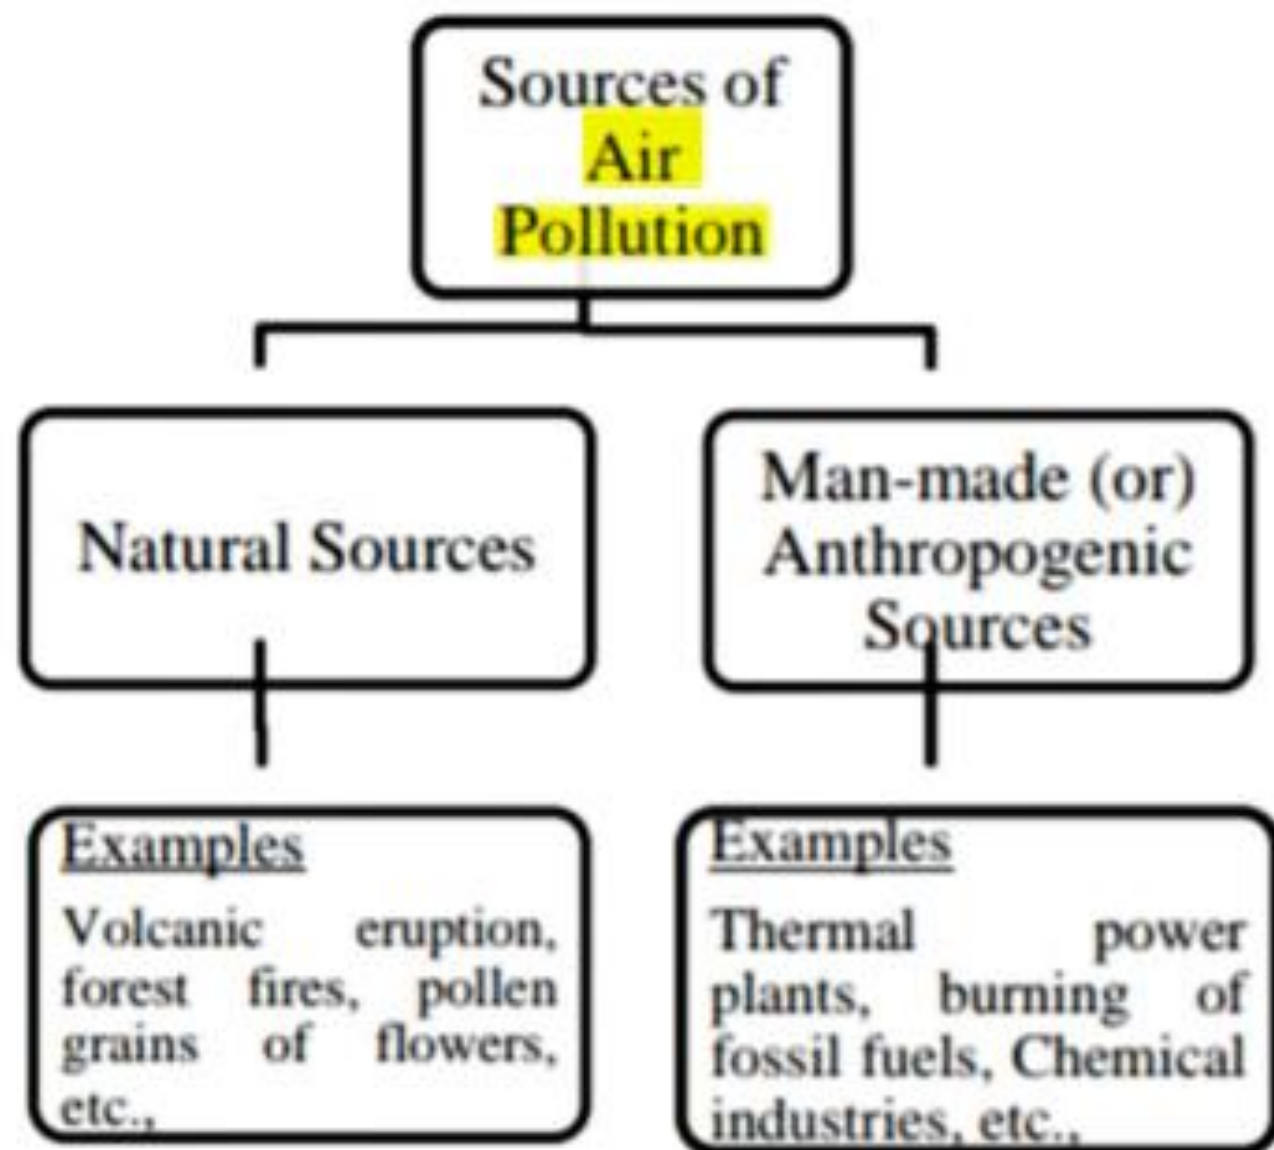 Sources of
Air
Pollution
Natural Sources
Man-made (or)
Anthropogenic
Sources
Examples
Volcanic eruption,
forest fires, pollen
grains of flowers,
etc.,
Examples
Thermal power
plants, burning of
fossil fuels, Chemical
industries, etc.,